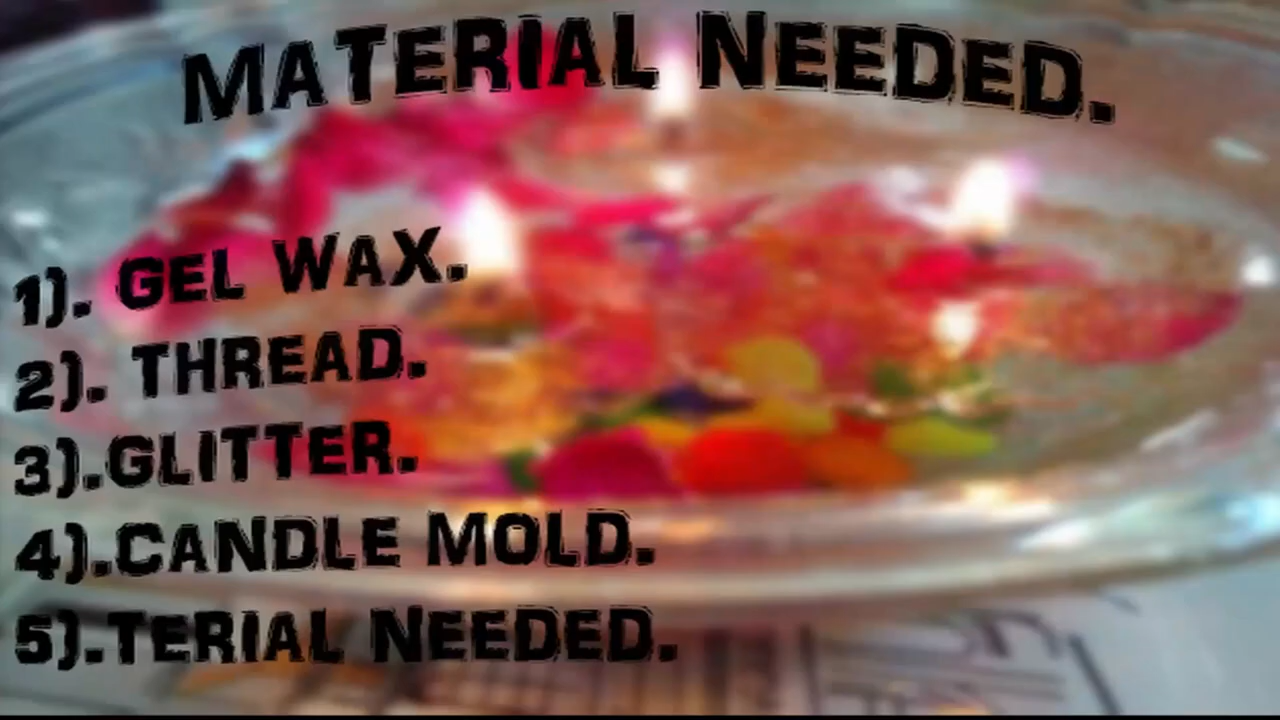 MATERIAL NEEDED.
1). GEL WAX.
2). THREAD.
3).GLITTER.
4).CANDLE MOLD.
5).TERIAL NEEDED.